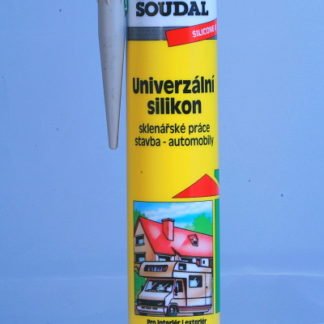 SOUDAL
SILICONE
Univerzální
silikon
sklenářské práce
stavba - automobily
Pro interiér i exteriér